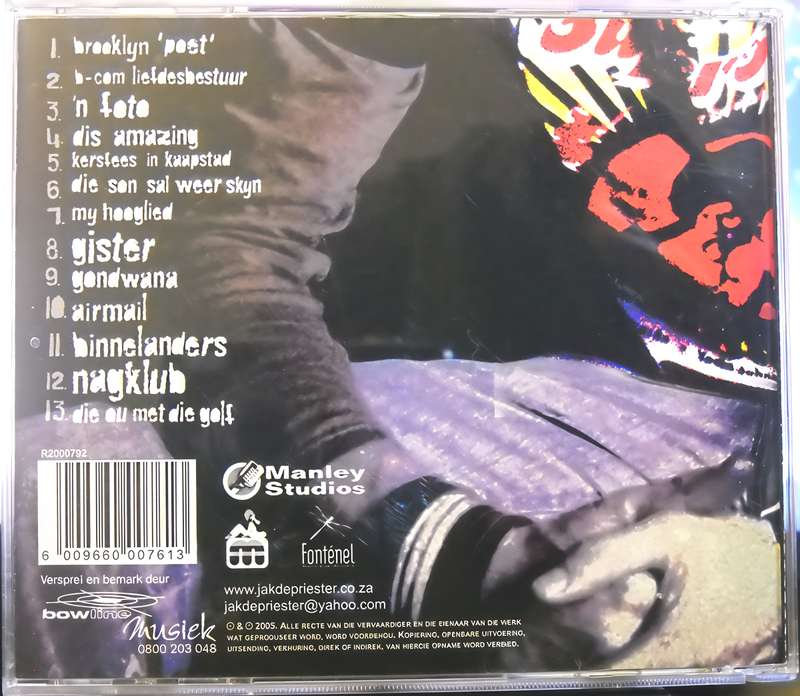 1. brooklyn 'poet'
2. b-com liefdesbestuur
3. 'n foto
4. dis amazing
5. kersfees in kaapstad
6. die son sal weer skyn
7. my hooglied
8. gister
9. gondwana
10. airmail
11. binnelanders
12. nagklub
13. die ou met die golf
R2000792
6 009660 007613
Manley
Studios
Fonténel
Versprei en bemark deur
bowline
Musiek
0800 203 048
www.jakdepriester.co.za
jakdepriester@yahoo.com
© & ℗ 2005. Alle regte van die vervaardiger en die eienaar van die werk
wat geproduseer word, word voorbehou. Kopiering, openbare uitvoering,
uitsending, verhuring, direk of indirek, van hierdie opname word verbied.